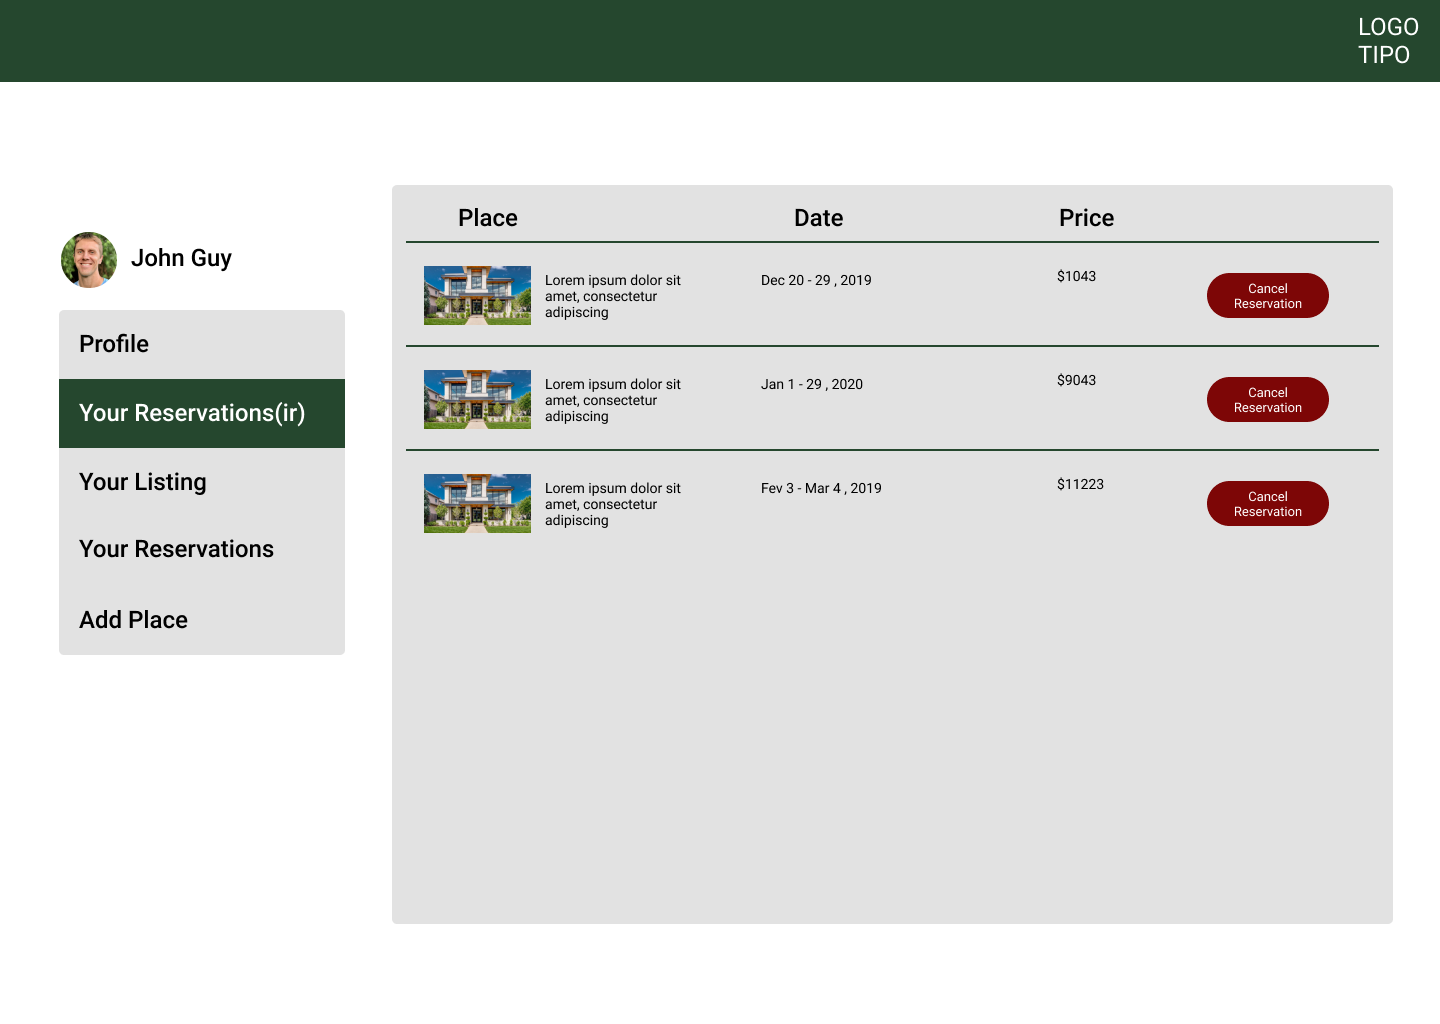 LOGO
TIPO
John Guy
Profile
Your Reservations(ir)
Your Listing
Your Reservations
Add Place
Place Date Price
Lorem ipsum dolor sit
amet, consectetur
adipiscing
Dec 20 - 29 , 2019
$1043
Cancel
Reservation
Lorem ipsum dolor sit
amet, consectetur
adipiscing
Jan 1 - 29 , 2020
$9043
Cancel
Reservation
Lorem ipsum dolor sit
amet, consectetur
adipiscing
Fev 3 - Mar 4 , 2019
$11223
Cancel
Reservation